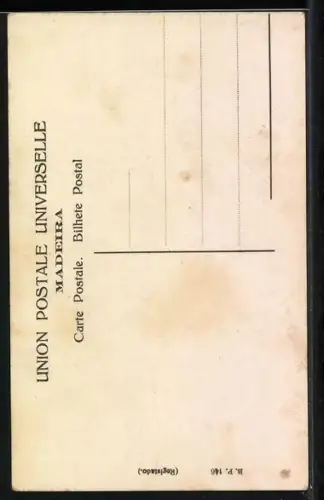 UNION POSTALE UNIVERSELLE
MADEIRA
Carte Postale. Bilhete Postal
B. P. 146
(Registado.)